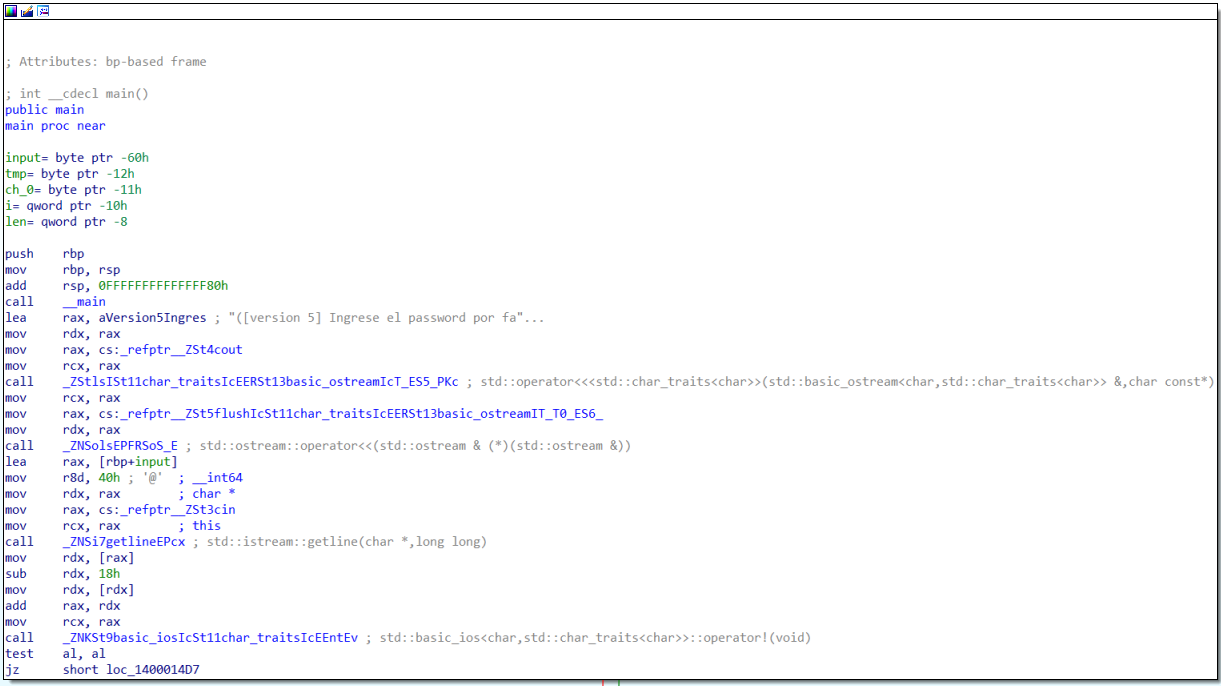 ; Attributes: bp-based frame
; int __cdecl main()
public main
main proc near
input= byte ptr -60h
tmp= byte ptr -12h
ch_0= byte ptr -11h
i= qword ptr -10h
len= qword ptr -8
push rbp
mov rbp, rsp
add rsp, 0FFFFFFFFFFFFFF80h
call __main
lea rax, aVersion5Ingres ; "([version 5] Ingrese el password por fa"...
mov rdx, rax
mov rax, cs:_refptr__ZSt4cout
mov rcx, rax
call _ZStlsISt11char_traitsIcEERSt13basic_ostreamIcT_ES5_PKc ; std::operator<<<std::char_traits<char>>(std::basic_ostream<char,std::char_traits<char>> &,char const*)
mov rcx, rax
mov rax, cs:_refptr__ZSt5flushIcSt11char_traitsIcEERSt13basic_ostreamIT_T0_ES6_
mov rdx, rax
call _ZNSolsEPFRSoS_E ; std::ostream::operator<<(std::ostream & (*)(std::ostream &))
lea rax, [rbp+input]
mov r8d, 40h ; '@' ; __int64
mov rdx, rax ; char *
mov rax, cs:_refptr__ZSt3cin
mov rcx, rax ; this
call _ZNSi7getlineEPcx ; std::istream::getline(char *,long long)
mov rdx, [rax]
sub rdx, 18h
mov rdx, [rdx]
add rax, rdx
mov rcx, rax
call _ZNKSt9basic_iosIcSt11char_traitsIcEEntEv ; std::basic_ios<char,std::char_traits<char>>::operator!(void)
test al, al
jz short loc_1400014D7